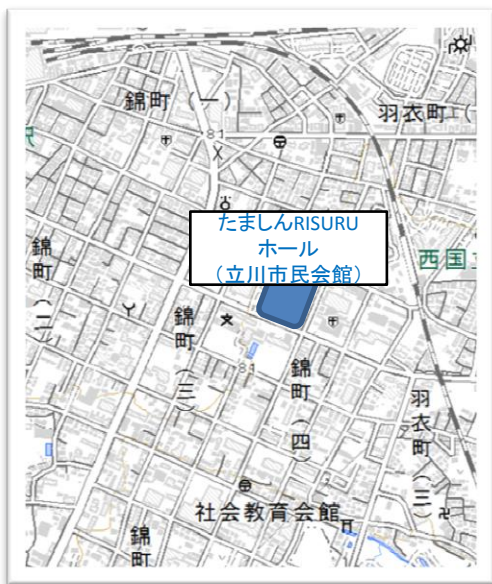 錦町(一)
羽衣町(
沢
81
たましんRISURU
ホール
(立川市民会館)
西国立
錦町(二)
錦町(三)
81
錦町(四)
羽衣町(三)
社会教育会館
錦町